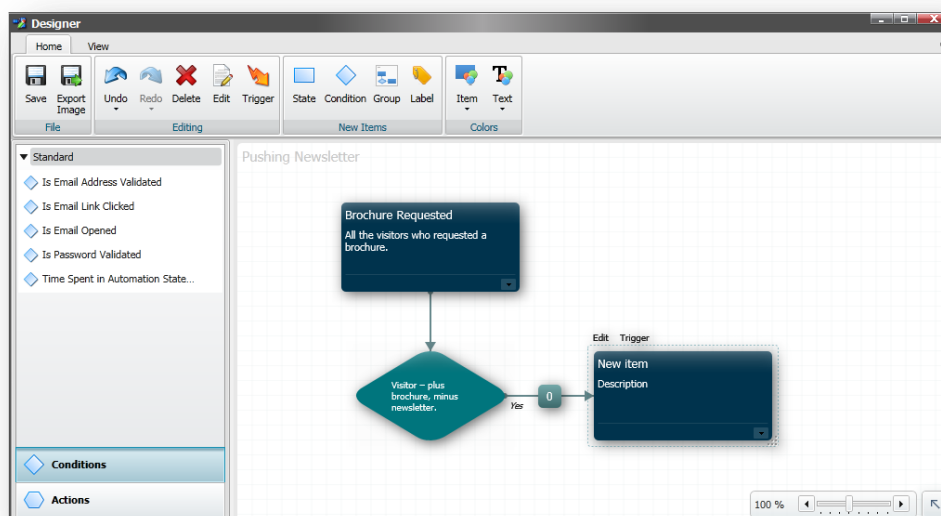 Designer
Home View
Save Export Image Undo Redo Delete Edit Trigger State Condition Group Label Item Text
File Editing New Items Colors
Standard
Is Email Address Validated
Is Email Link Clicked
Is Email Opened
Is Password Validated
Time Spent in Automation State...
Conditions
Actions
Pushing Newsletter
Brochure Requested
All the visitors who requested a
brochure.
Visitor – plus
brochure, minus
newsletter.
Yes
0
Edit Trigger
New item
Description
100 %